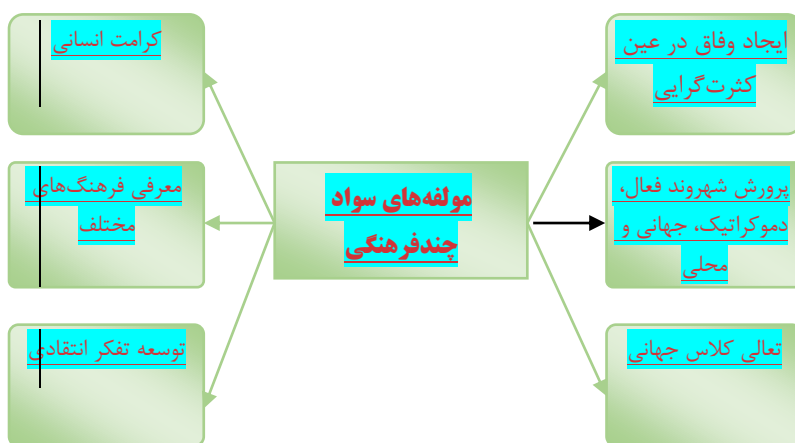 مولفه‌های سواد
چندفرهنگی
ایجاد وفاق در عین
کثرت‌گرایی
پرورش شهروند فعال،
دموکراتیک، جهانی و
محلی
تعالی کلاس جهانی
کرامت انسانی
معرفی فرهنگ‌های
مختلف
توسعه تفکر انتقادی